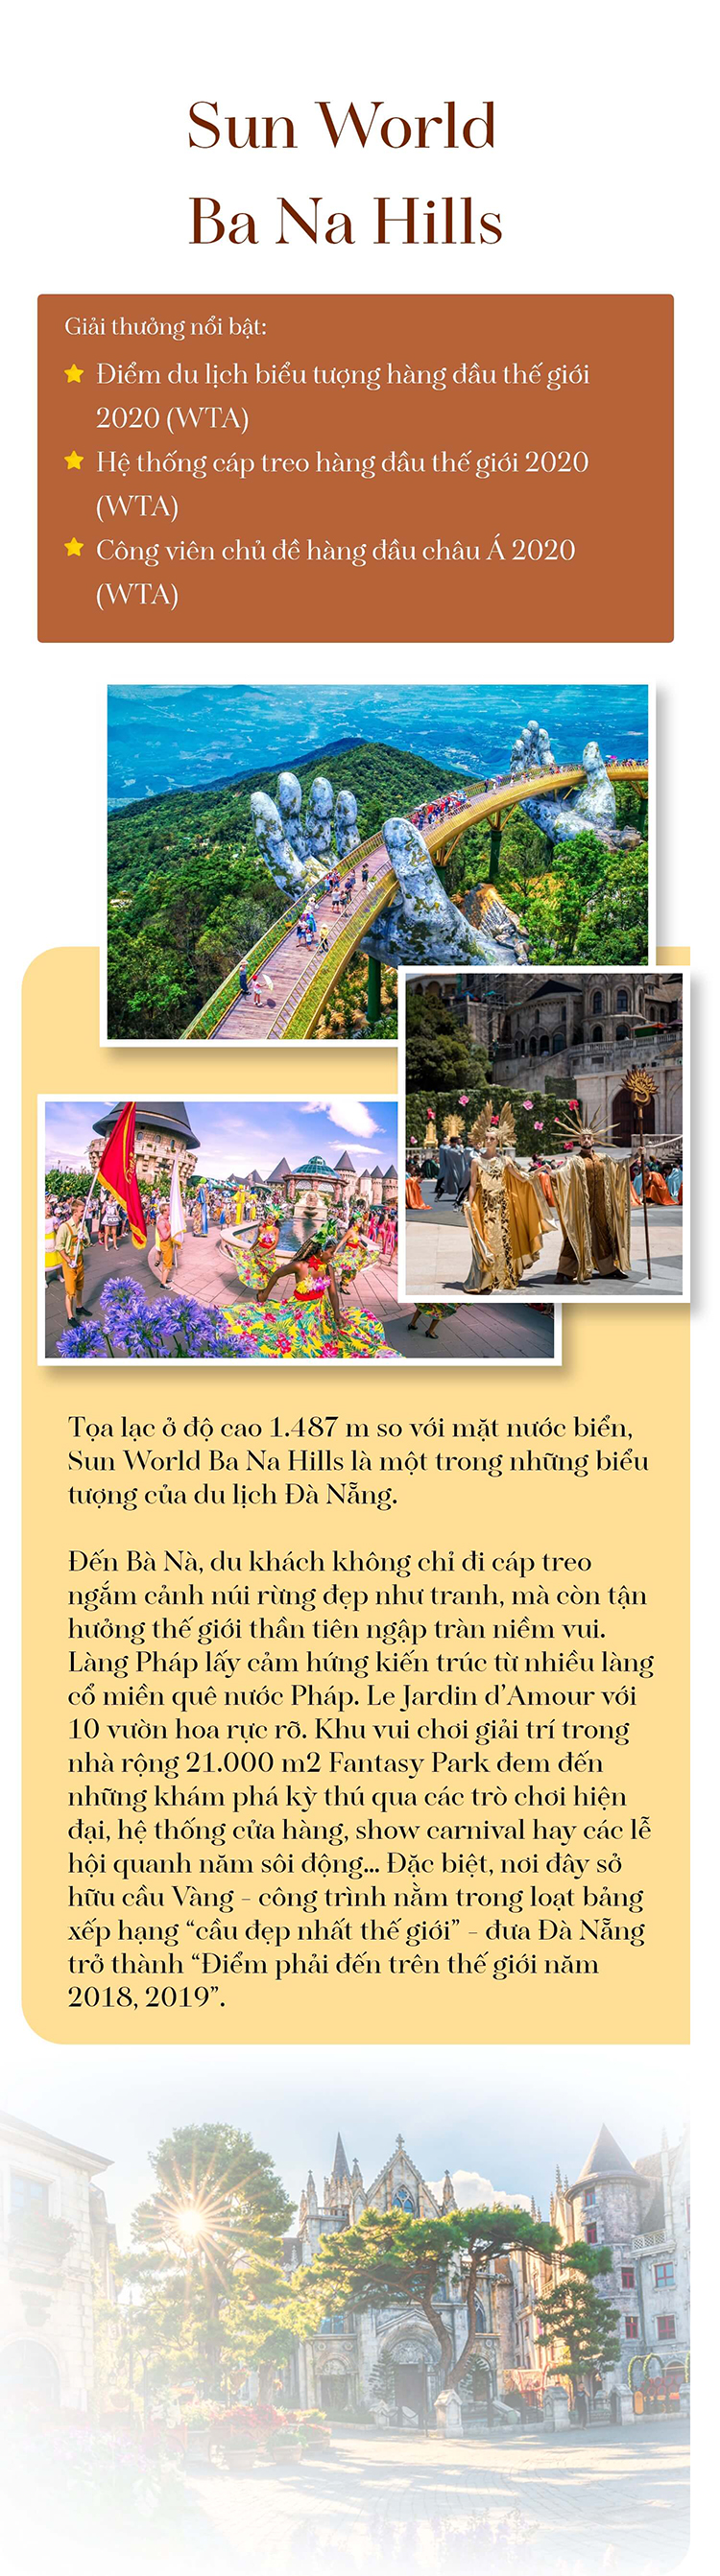 Sun World
Ba Na Hills
Giải thưởng nổi bật:
Điểm du lịch biểu tượng hàng đầu thế giới
2020 (WTA)
Hệ thống cáp treo hàng đầu thế giới 2020
(WTA)
Công viên chủ đề hàng đầu châu Á 2020
(WTA)
Tọa lạc ở độ cao 1.487 m so với mặt nước biển,
Sun World Ba Na Hills là một trong những biểu
tượng của du lịch Đà Nẵng.
Đến Bà Nà, du khách không chỉ đi cáp treo
ngắm cảnh núi rừng đẹp như tranh, mà còn tận
hưởng thế giới thần tiên ngập tràn niềm vui.
Làng Pháp lấy cảm hứng kiến trúc từ nhiều làng
cổ miền quê nước Pháp. Le Jardin d’Amour với
10 vườn hoa rực rỡ. Khu vui chơi giải trí trong
nhà rộng 21.000 m2 Fantasy Park đem đến
những khám phá kỳ thú qua các trò chơi hiện
đại, hệ thống cửa hàng, show carnival hay các lễ
hội quanh năm sôi động... Đặc biệt, nơi đây sở
hữu cầu Vàng - công trình nằm trong loạt bảng
xếp hạng “cầu đẹp nhất thế giới” - đưa Đà Nẵng
trở thành “Điểm phải đến trên thế giới năm
2018, 2019”.